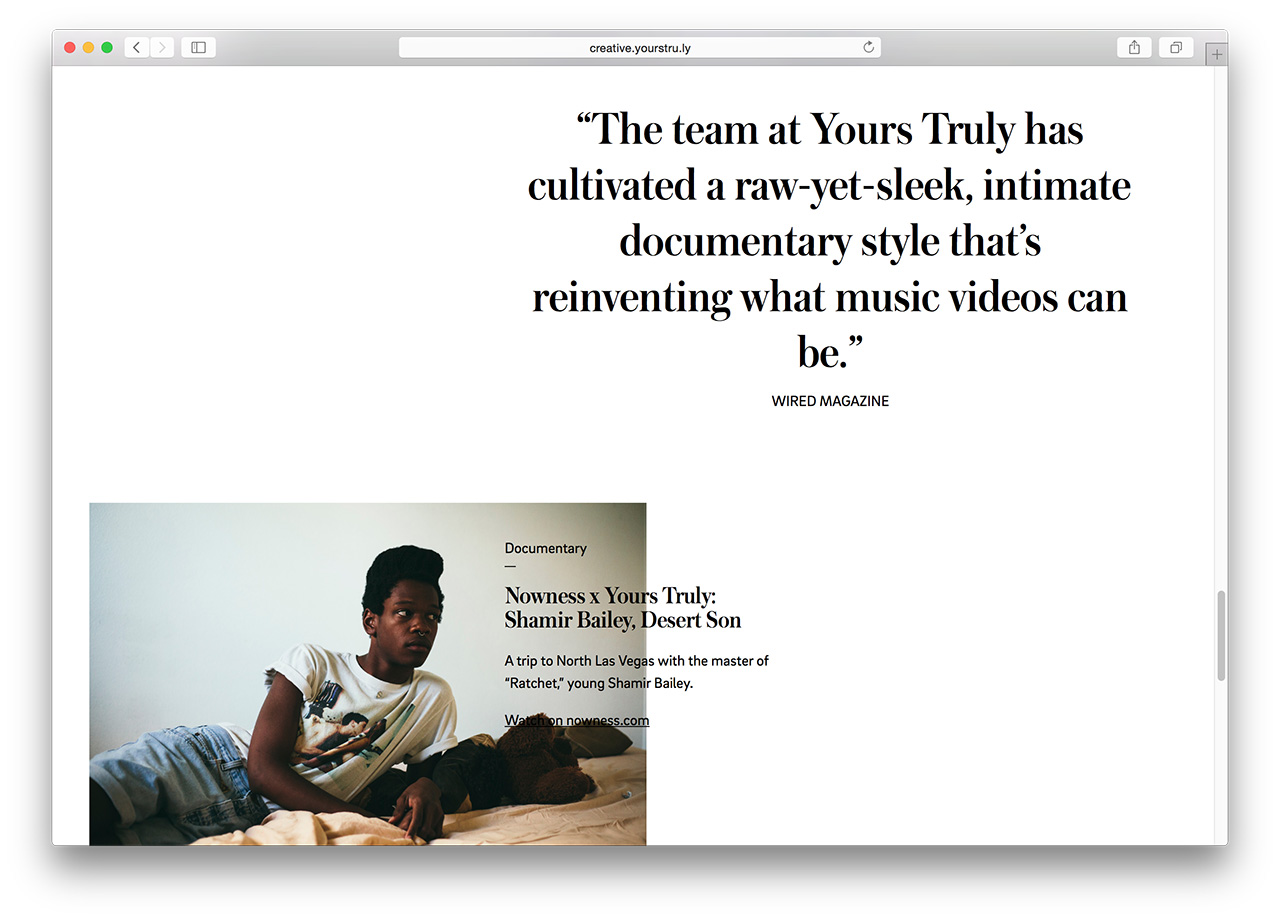 creative.yourstru.ly
“The team at Yours Truly has
cultivated a raw-yet-sleek, intimate
documentary style that’s
reinventing what music videos can
be.”
WIRED MAGAZINE
Documentary
—
Nowness x Yours Truly:
Shamir Bailey, Desert Son
A trip to North Las Vegas with the master of
“Ratchet,” young Shamir Bailey.
Watch on nowness.com